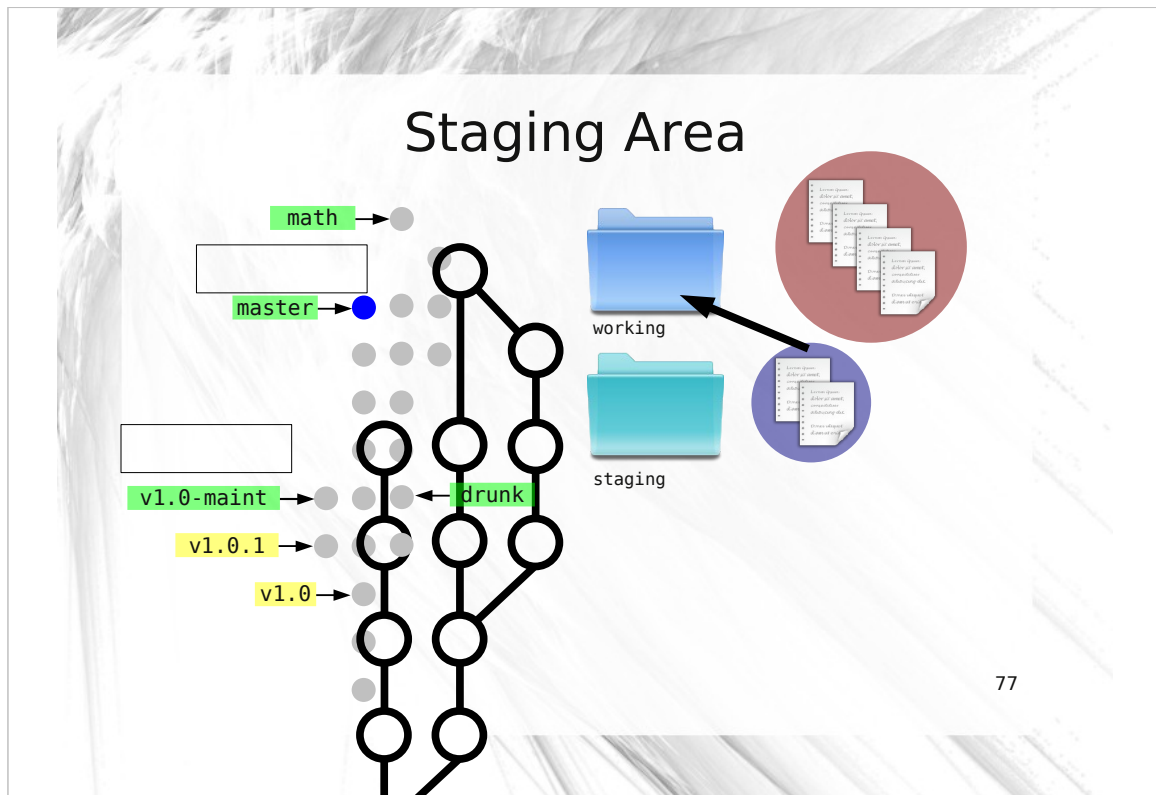 Staging Area
math
master
working
v1.0-maint
drunk
staging
v1.0.1
v1.0
77